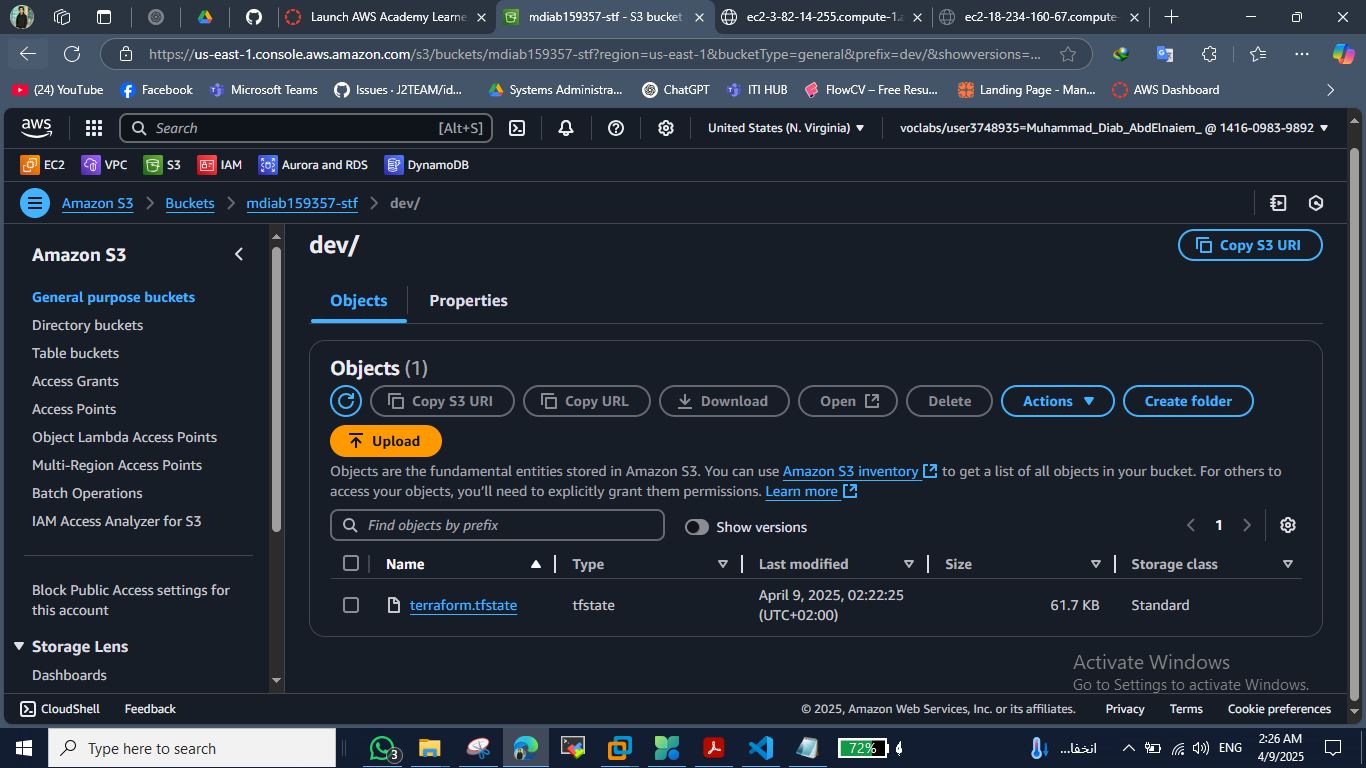 Launch AWS Academy Learne
mdiab159357-stf - S3 bucket
ec2-3-82-14-255.compute-1.a
ec2-18-234-160-67.compute-
https://us-east-1.console.aws.amazon.com/s3/buckets/mdiab159357-stf?region=us-east-1&bucketType=general&prefix=dev/&showversions=...
(24) YouTube
Facebook
Microsoft Teams
Issues · J2TEAM/id...
Systems Administra...
ChatGPT
ITI HUB
FlowCV – Free Resu...
Landing Page - Man...
AWS Dashboard
aws
Search
[Alt+S]
United States (N. Virginia)
voclabs/user3748935=Muhammad_Diab_AbdElnaiem_ @ 1416-0983-9892
EC2
VPC
S3
IAM
Aurora and RDS
DynamoDB
Amazon S3
Buckets
mdiab159357-stf
dev/
Amazon S3
General purpose buckets
Directory buckets
Table buckets
Access Grants
Access Points
Object Lambda Access Points
Multi-Region Access Points
Batch Operations
IAM Access Analyzer for S3
Block Public Access settings for
this account
Storage Lens
Dashboards
dev/
Copy S3 URI
Objects
Properties
Objects (1)
Copy S3 URI
Copy URL
Download
Open
Delete
Actions
Create folder
Upload
Objects are the fundamental entities stored in Amazon S3. You can use Amazon S3 inventory to get a list of all objects in your bucket. For others to
access your objects, you'll need to explicitly grant them permissions. Learn more
Find objects by prefix
Show versions
1
Name
Type
Last modified
Size
Storage class
terraform.tfstate
tfstate
April 9, 2025, 02:22:25
(UTC+02:00)
61.7 KB
Standard
Activate Windows
Go to Settings to activate Windows.
CloudShell
Feedback
© 2025, Amazon Web Services, Inc. or its affiliates.
Privacy
Terms
Cookie preferences
Type here to search
3
72%
انخفا...
ENG
2:26 AM
4/9/2025